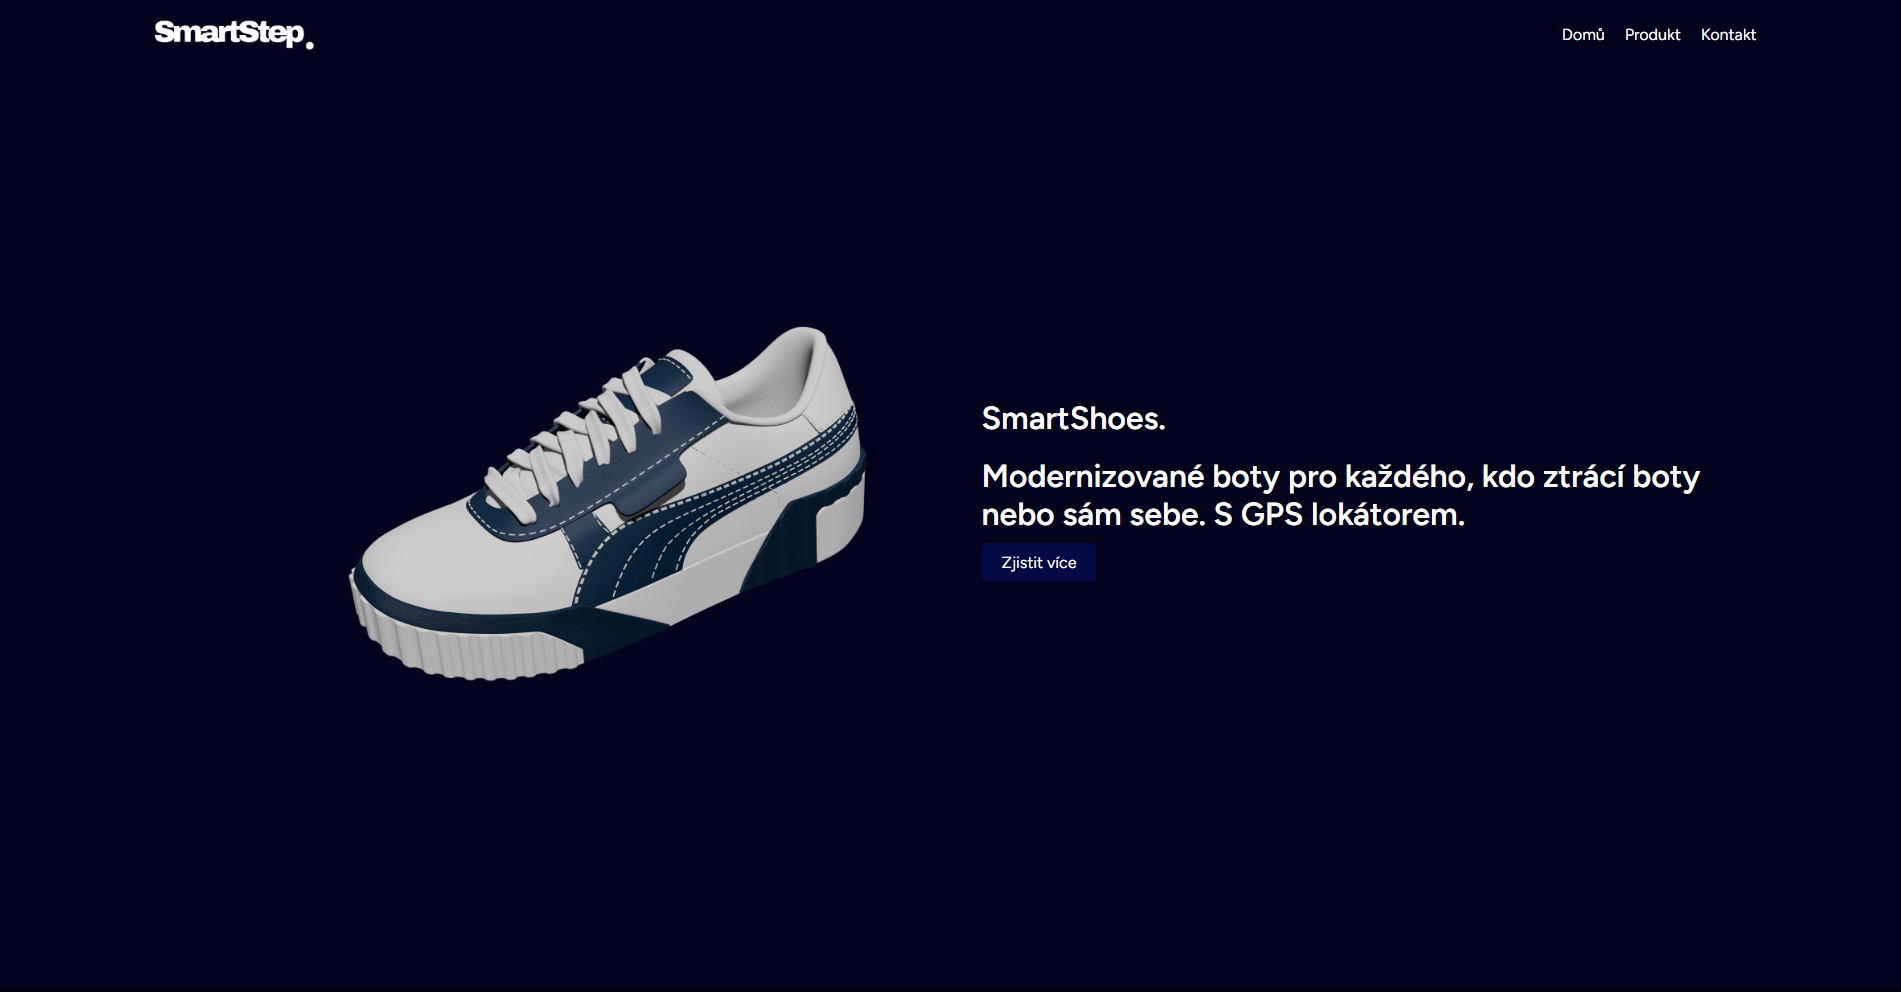 SmartStep.
Domů
Produkt
Kontakt
SmartShoes.
Modernizované boty pro každého, kdo ztrácí boty
nebo sám sebe. S GPS lokátorem.
Zjistit více